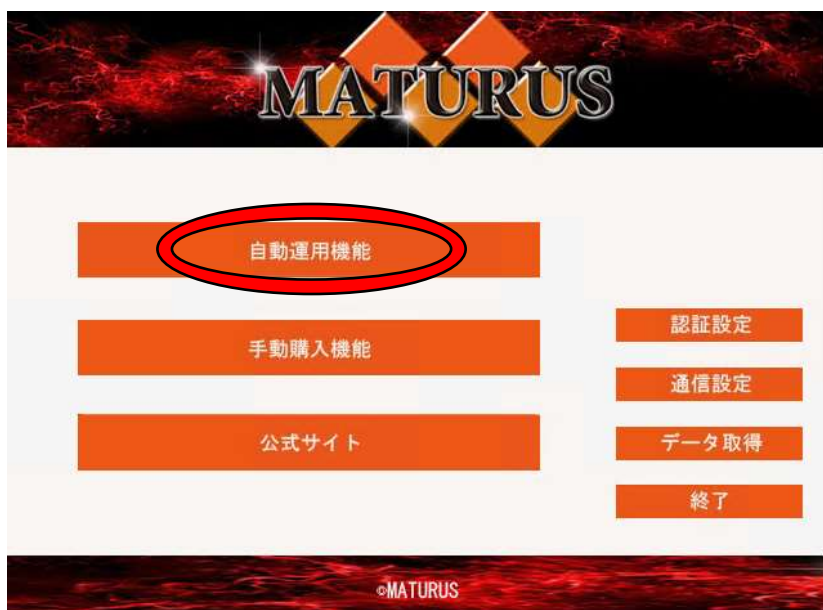 MATURUS
自動運用機能
手動購入機能
公式サイト
認証設定
通信設定
データ取得
終了
©MATURUS